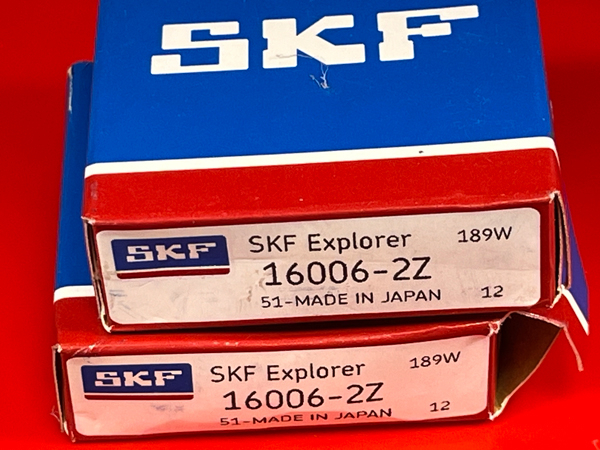 SKF
SKF
SKF Explorer
189W
16006-2Z
51-MADE IN JAPAN
12
SKF
SKF Explorer
189W
16006-2Z
51-MADE IN JAPAN
12